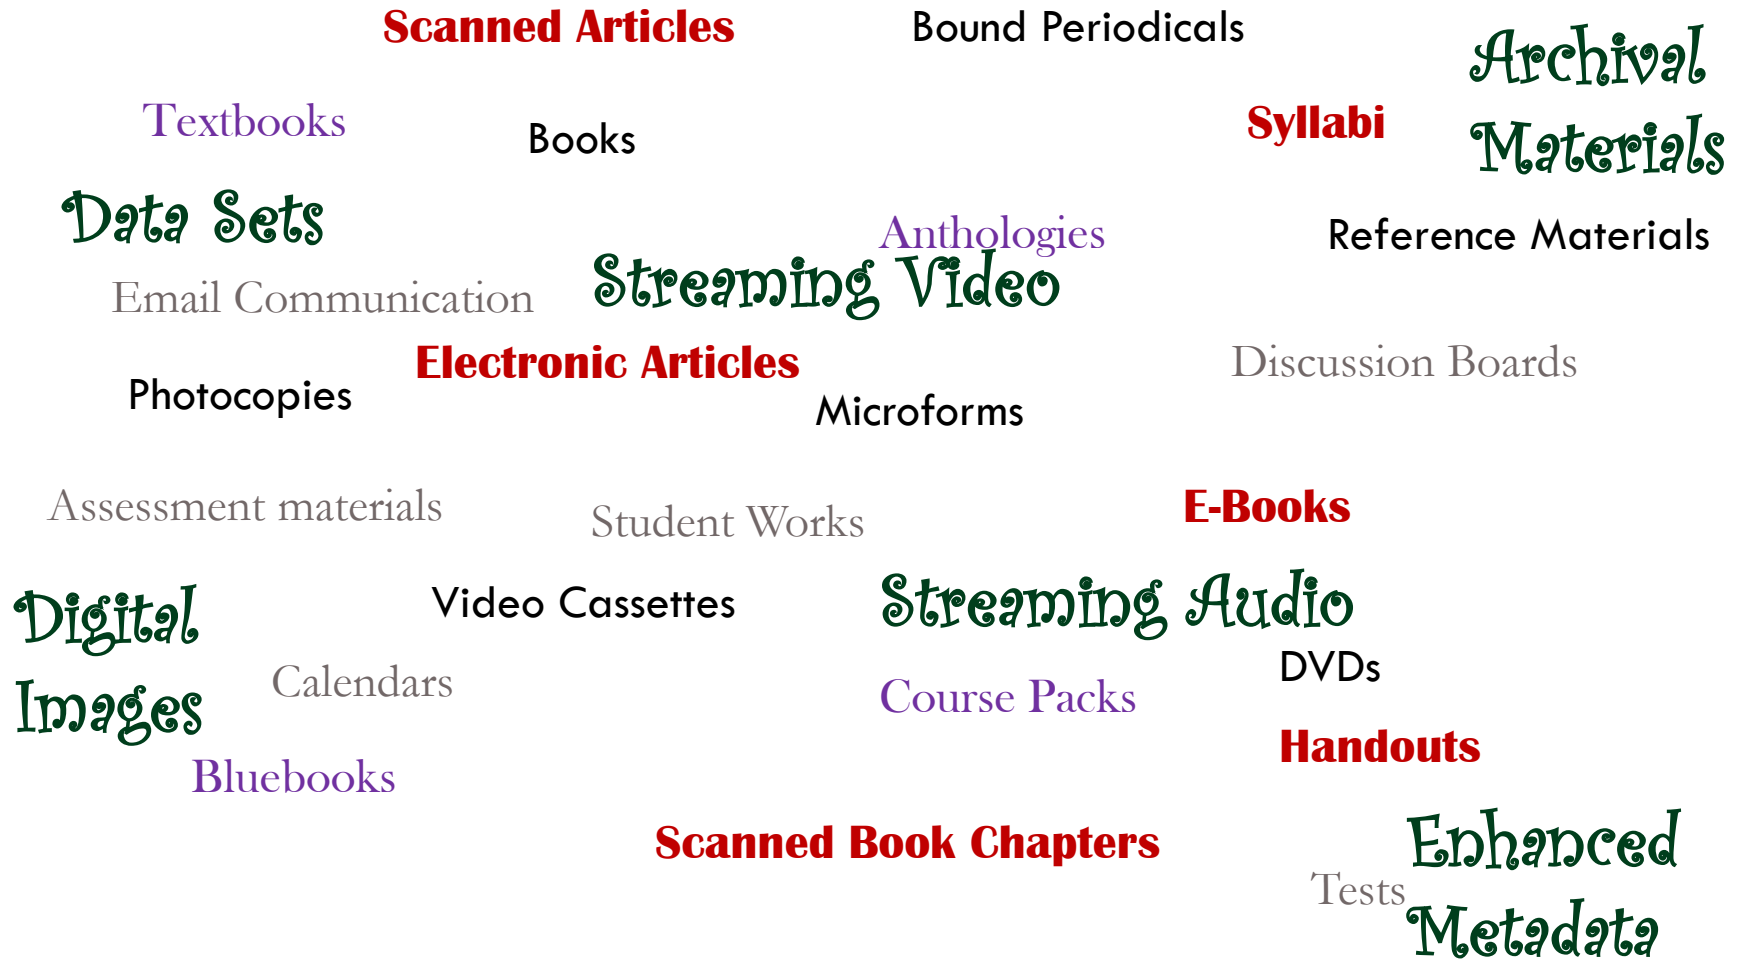 Scanned Articles
Bound Periodicals
Archival
Materials
Textbooks
Books
Syllabi
Data Sets
Anthologies
Reference Materials
Streaming Video
Email Communication
Electronic Articles
Discussion Boards
Photocopies
Microforms
Assessment materials
Student Works
E-Books
Digital
Images
Video Cassettes
Streaming Audio
DVDs
Calendars
Course Packs
Handouts
Bluebooks
Scanned Book Chapters
Enhanced
Metadata
Tests